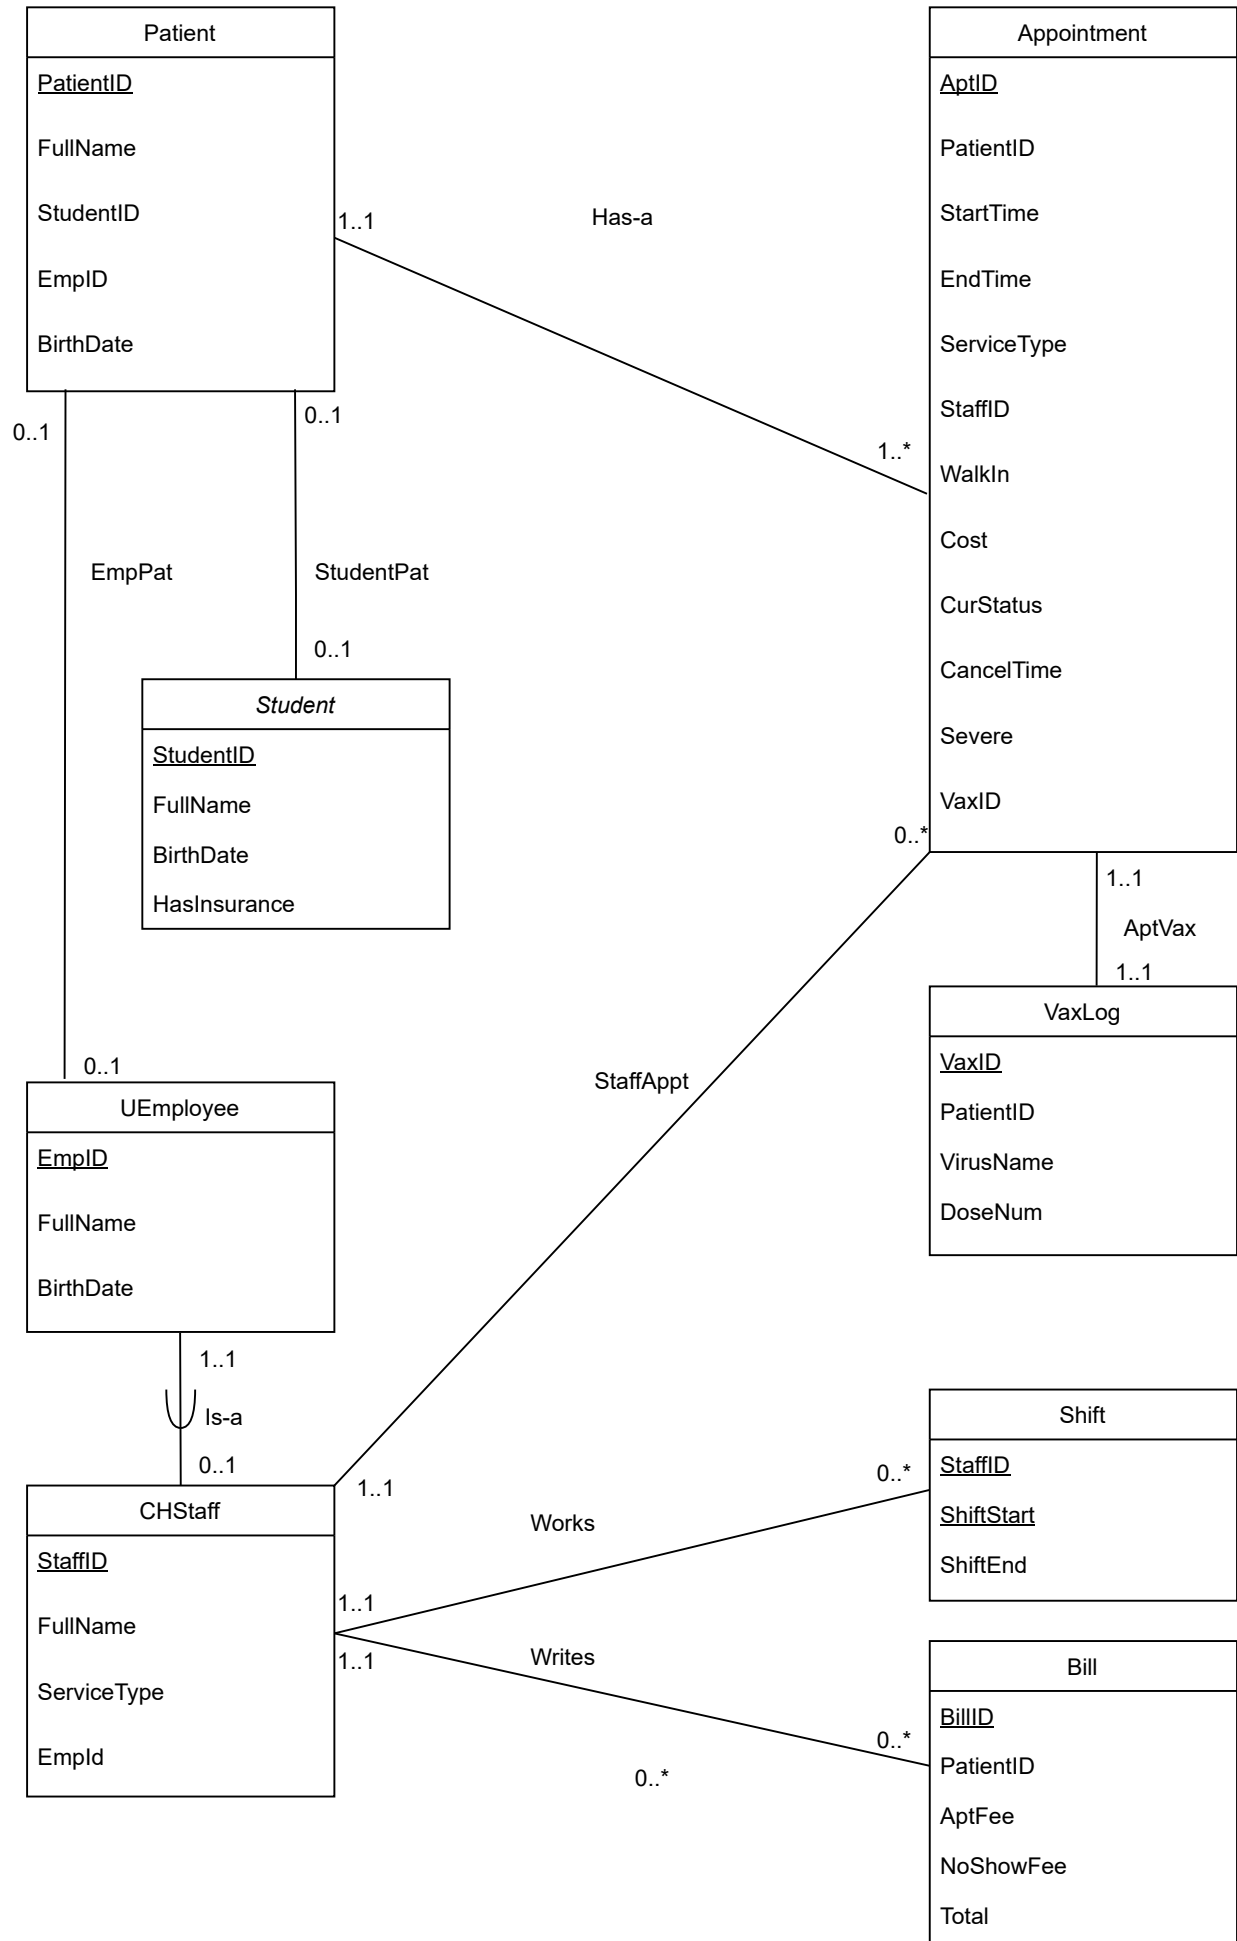 Patient
PatientID
FullName
StudentID
EmpID
BirthDate
Appointment
AptID
PatientID
StartTime
EndTime
ServiceType
StaffID
WalkIn
Cost
CurStatus
CancelTime
Severe
VaxID
1..1
Has-a
1..*
0..1
0..1
EmpPat
StudentPat
0..1
Student
StudentID
FullName
BirthDate
HasInsurance
0..*
1..1
AptVax
1..1
VaxLog
VaxID
PatientID
VirusName
DoseNum
0..1
StaffAppt
UEmployee
EmpID
FullName
BirthDate
1..1
Is-a
0..1
1..1
CHStaff
StaffID
FullName
ServiceType
EmpId
Works
0..*
1..1
Shift
StaffID
ShiftStart
ShiftEnd
1..1
Writes
0..*
0..*
Bill
BillID
PatientID
AptFee
NoShowFee
Total